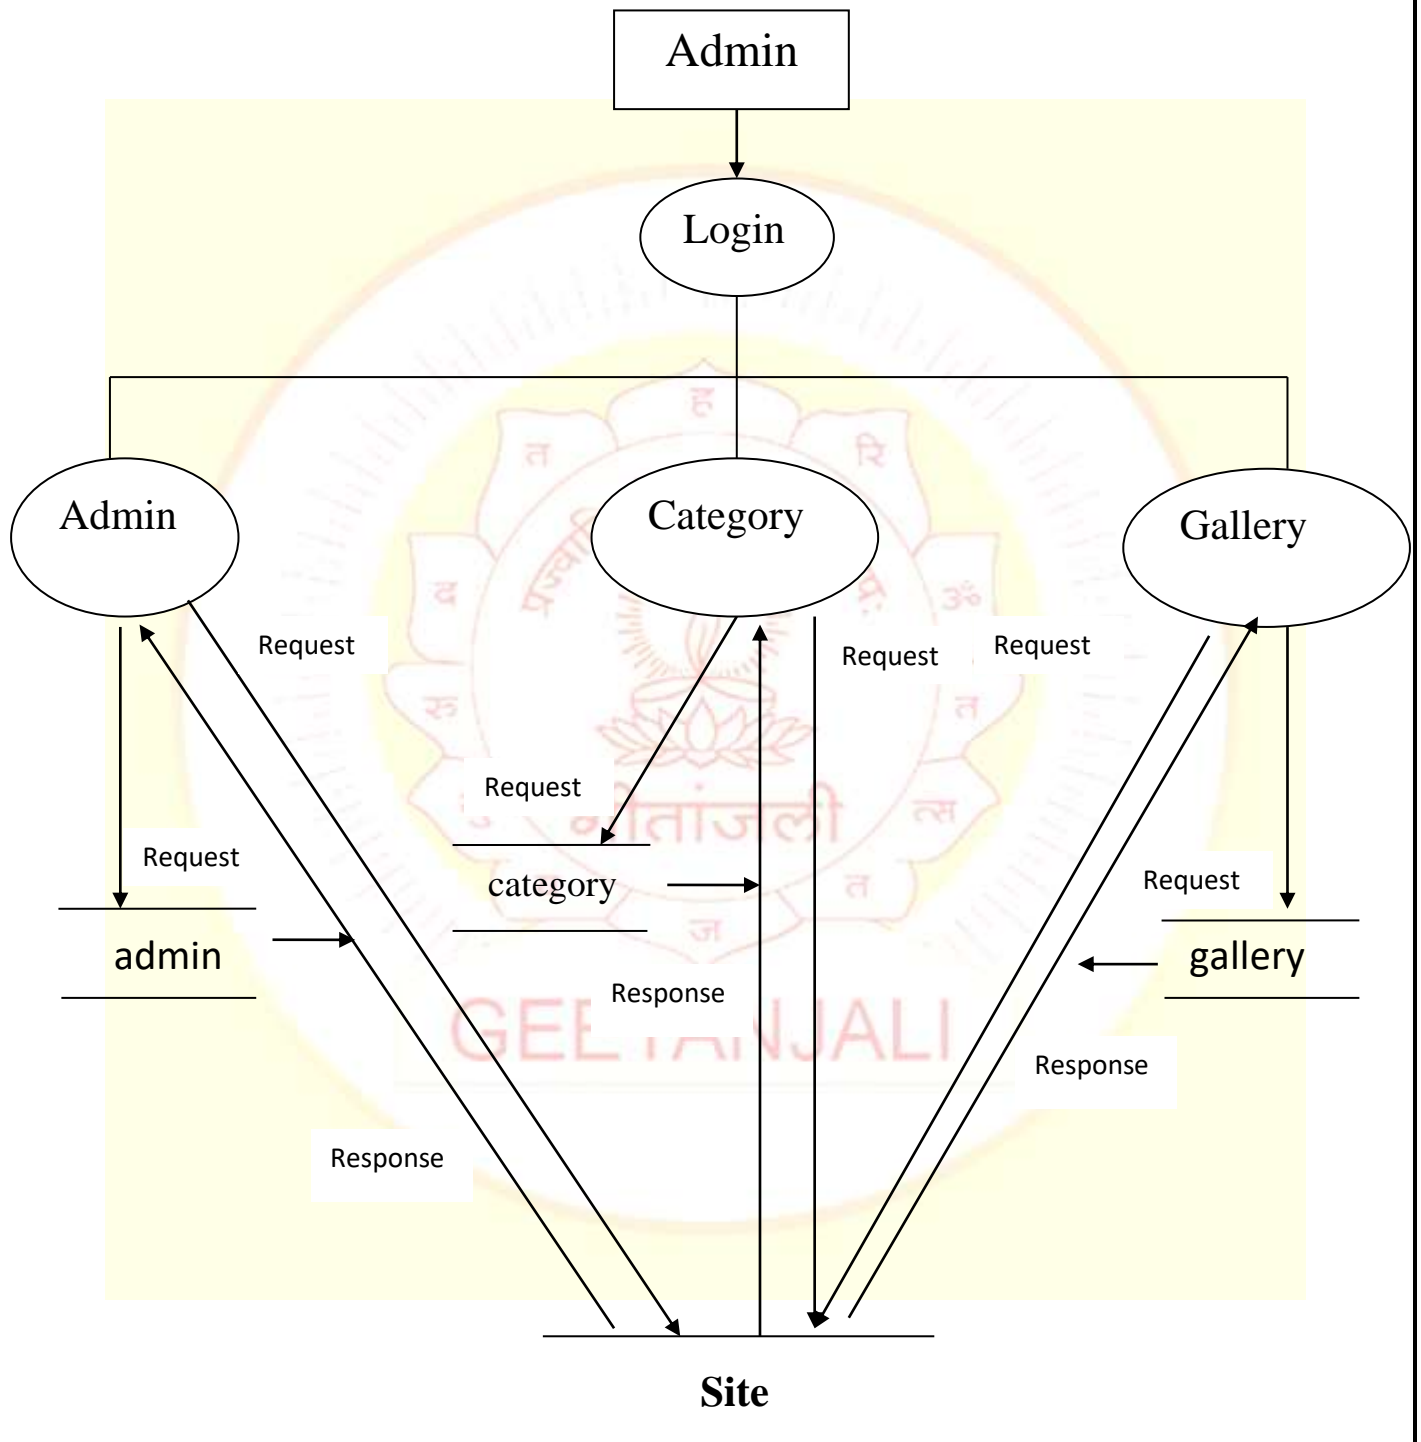 Admin
Login
Admin
Category
Gallery
Request
Request
Request
Request
Request
Request
category
admin
gallery
Response
Response
Response
Site
ह
त
रि
ॐ
त्स
त
ज
गीतांजली
GEETANJALI